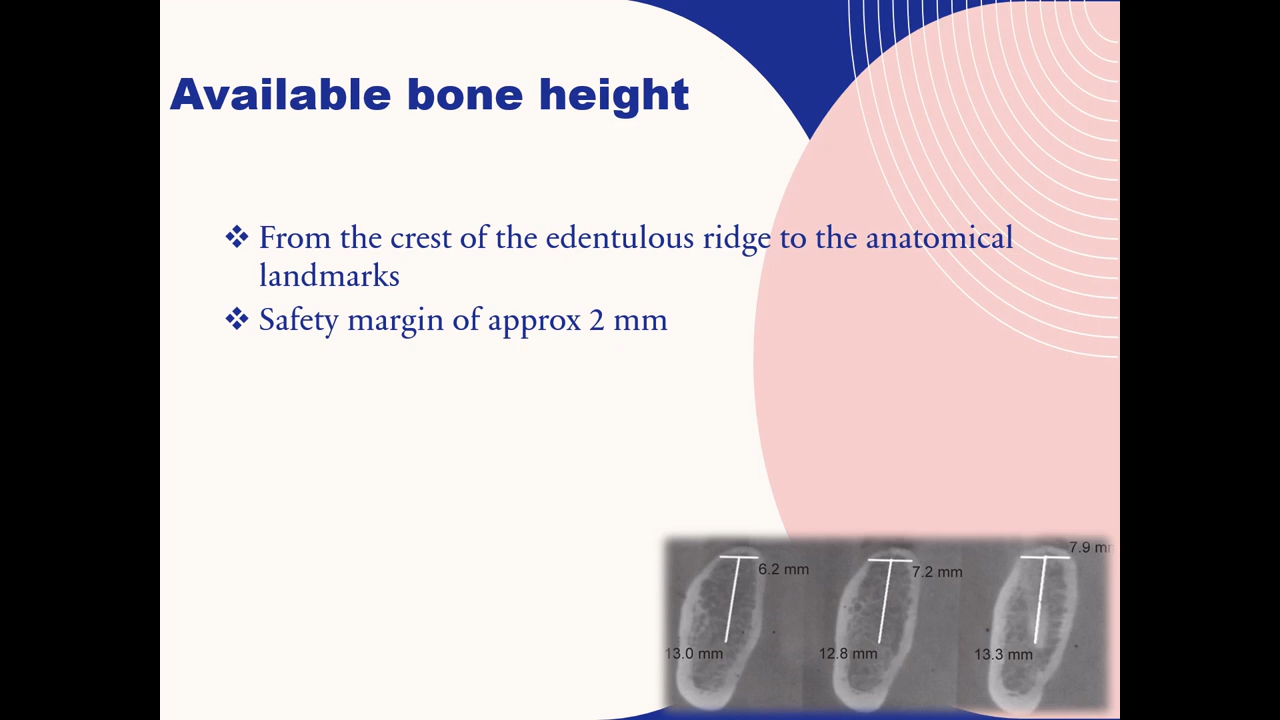 Available bone height
❖ From the crest of the edentulous ridge to the anatomical
landmarks
❖ Safety margin of approx 2 mm
7.9 mm
6.2 mm
7.2 mm
13.0 mm
12.8 mm
13.3 mm